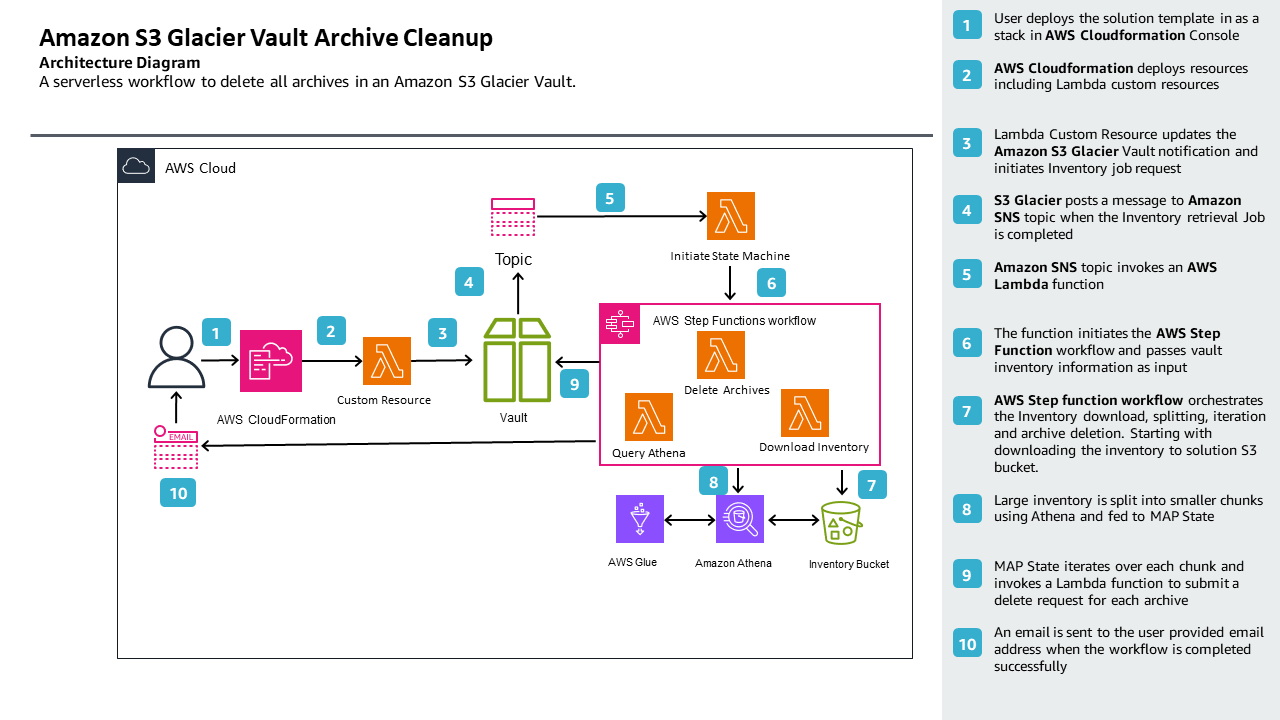 Amazon S3 Glacier Vault Archive Cleanup
Architecture Diagram
A serverless workflow to delete all archives in an Amazon S3 Glacier Vault.
AWS Cloud
5
Topic
Initiate State Machine
4
6
AWS Step Functions workflow
1
2
3
Delete Archives
9
Custom Resource
AWS CloudFormation
Vault
EMAIL
Query Athena
Download Inventory
10
8
7
AWS Glue
Amazon Athena
Inventory Bucket
1
User deploys the solution template in as a
stack in AWS Cloudformation Console
2
AWS Cloudformation deploys resources
including Lambda custom resources
3
Lambda Custom Resource updates the
Amazon S3 Glacier Vault notification and
initiates Inventory job request
4
S3 Glacier posts a message to Amazon
SNS topic when the Inventory retrieval Job
is completed
5
Amazon SNS topic invokes an AWS
Lambda function
6
The function initiates the AWS Step
Function workflow and passes vault
inventory information as input
7
AWS Step function workflow orchestrates
the Inventory download, splitting, iteration
and archive deletion. Starting with
downloading the inventory to solution S3
bucket.
8
Large inventory is split into smaller chunks
using Athena and fed to MAP State
9
MAP State iterates over each chunk and
invokes a Lambda function to submit a
delete request for each archive
10
An email is sent to the user provided email
address when the workflow is completed
successfully